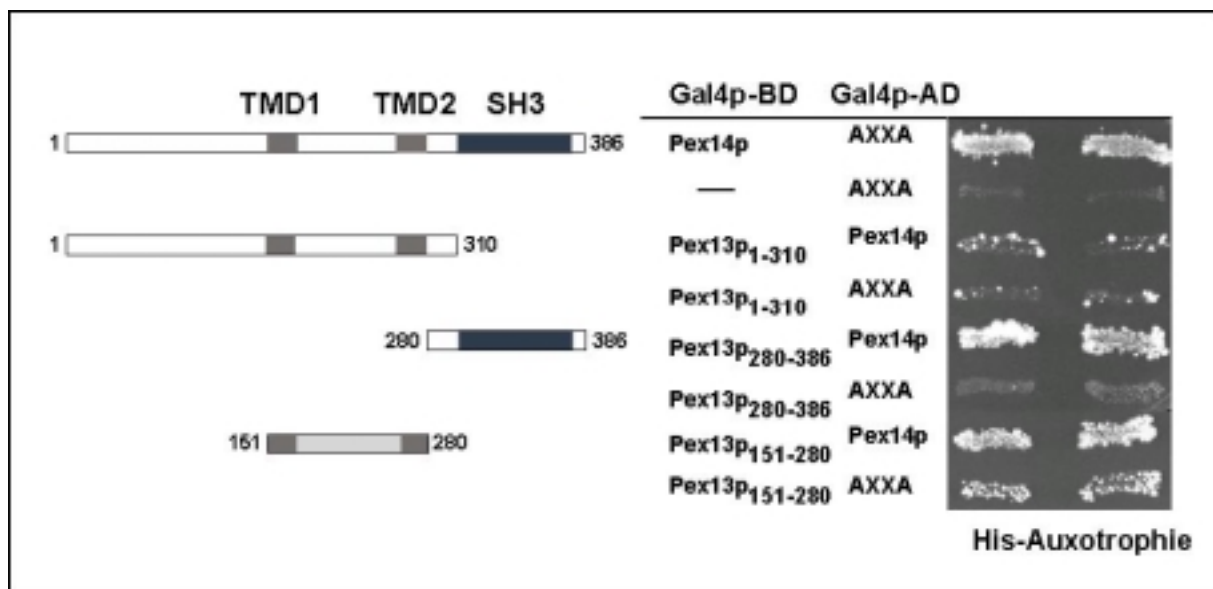 TMD1 TMD2 SH3 Gal4p-BD Gal4p-AD
1 386 Pex14p AXXA
— AXXA
1 310 Pex13p1-310 Pex14p
Pex13p1-310 AXXA
280 386 Pex13p280-386 Pex14p
Pex13p280-386 AXXA
151 280 Pex13p151-280 Pex14p
Pex13p151-280 AXXA
His-Auxotrophie